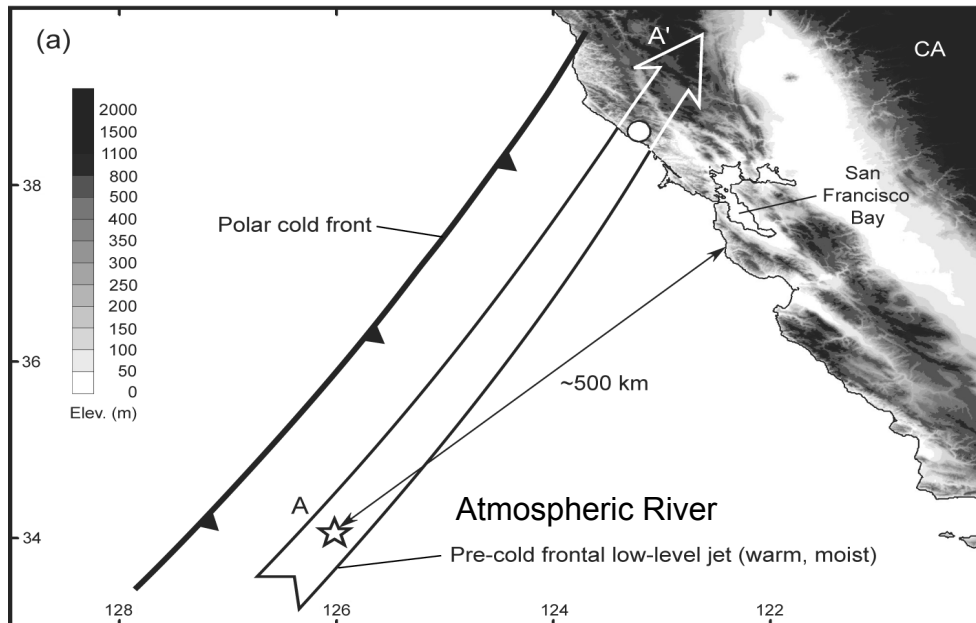 (a)
A'
CA
2000
1500
1100
800
500
400
350
300
250
200
150
100
50
0
Elev. (m)
38
36
34
San
Francisco
Bay
Polar cold front
~500 km
A
Atmospheric River
Pre-cold frontal low-level jet (warm, moist)
128
126
124
122